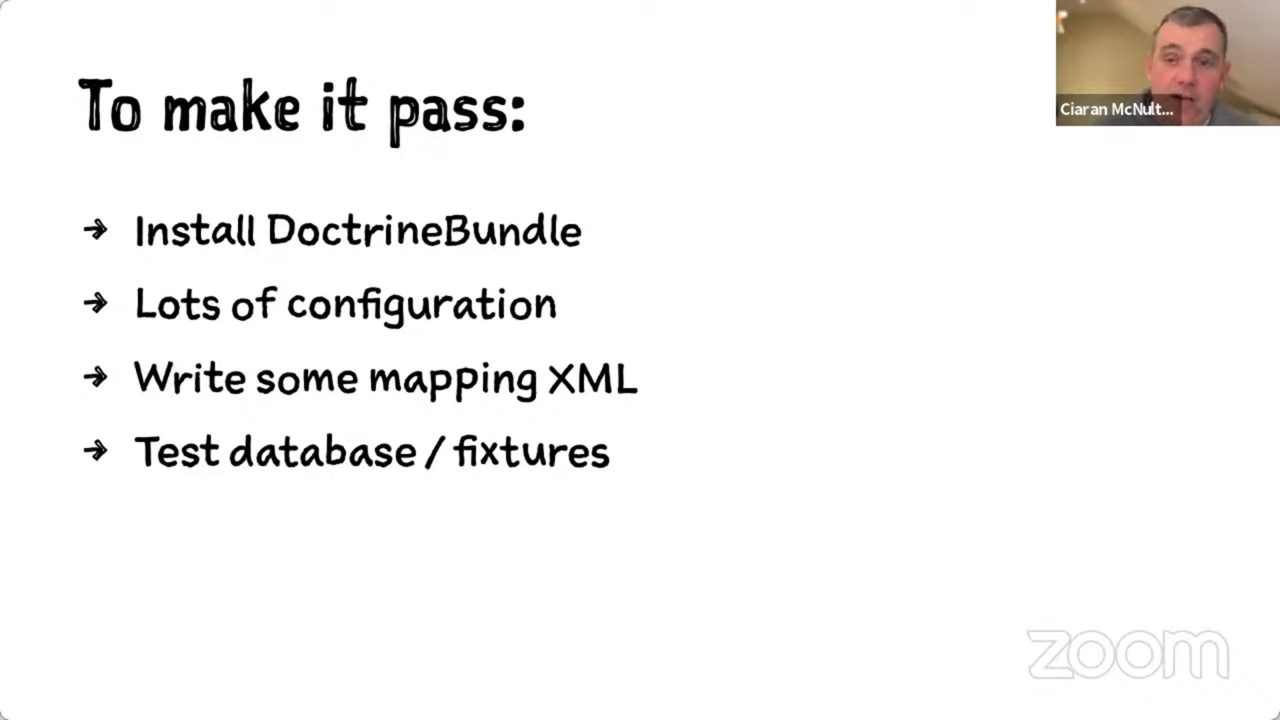 To make it pass:
Ciaran McNult...
→ Install DoctrineBundle
→ Lots of configuration
→ Write some mapping XML
→ Test database / fixtures
zoom